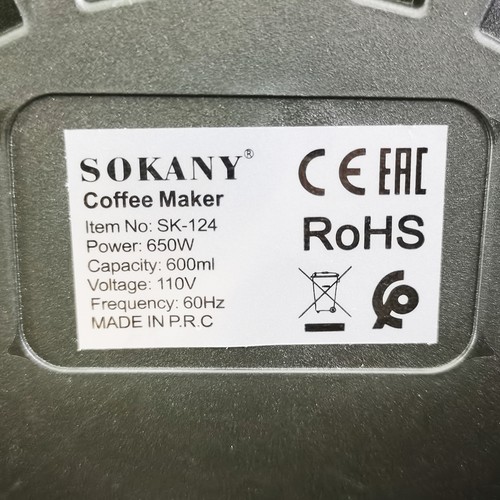 SOKANY®
Coffee Maker
Item No: SK-124
Power: 650W
Capacity: 600ml
Voltage: 110V
Frequency: 60Hz
MADE IN P.R.C
CE EAC
RoHS